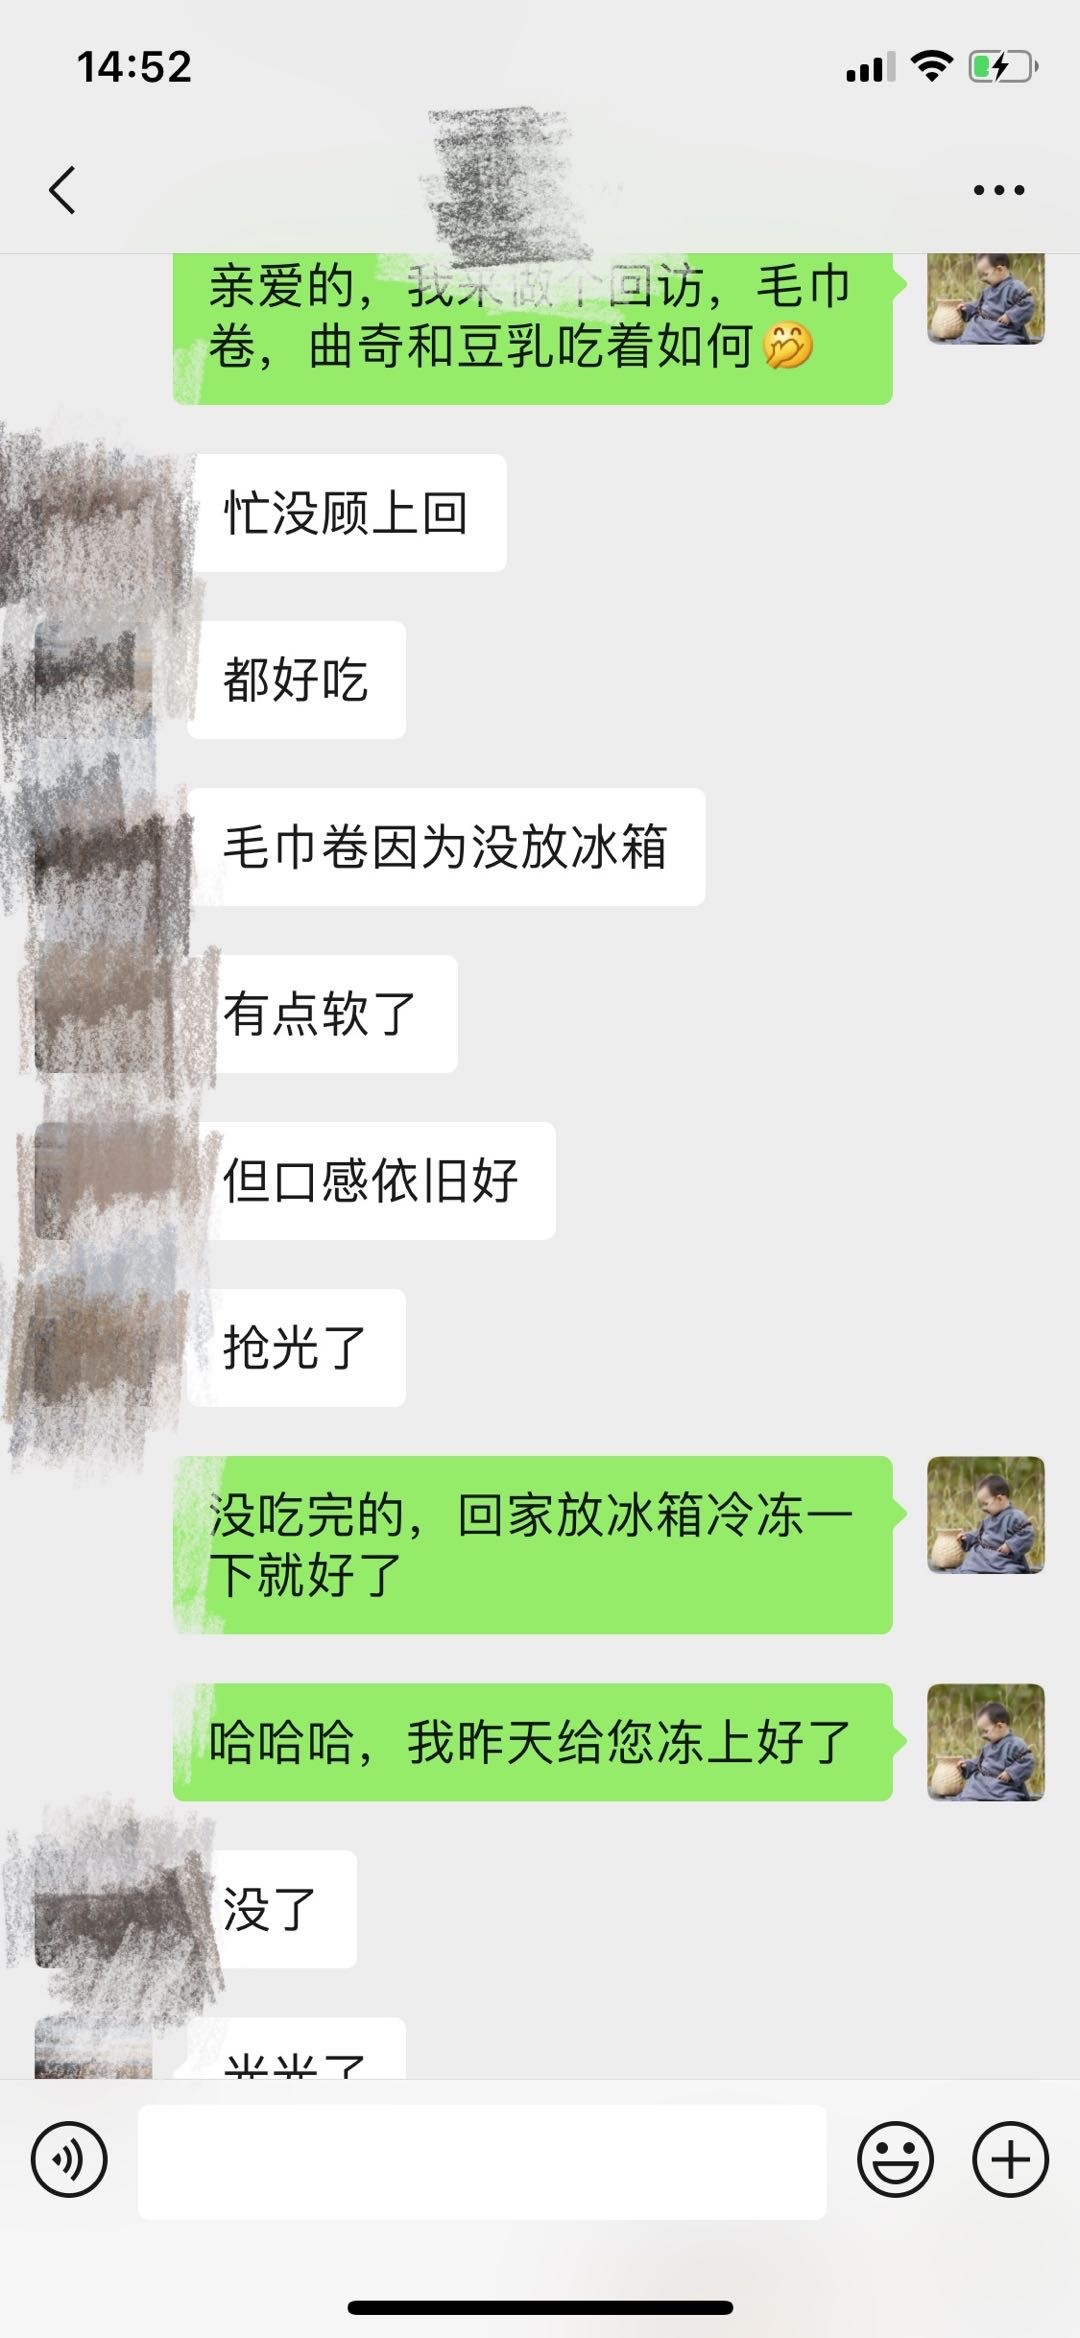 14:52
亲爱的，我来做个回访，毛巾
卷，曲奇和豆乳吃着如何🤭
忙没顾上回
都好吃
毛巾卷因为没放冰箱
有点软了
但口感依旧好
抢光了
没吃完的，回家放冰箱冷冻一
下就好了
哈哈哈，我昨天给您冻上好了
没了
光光了